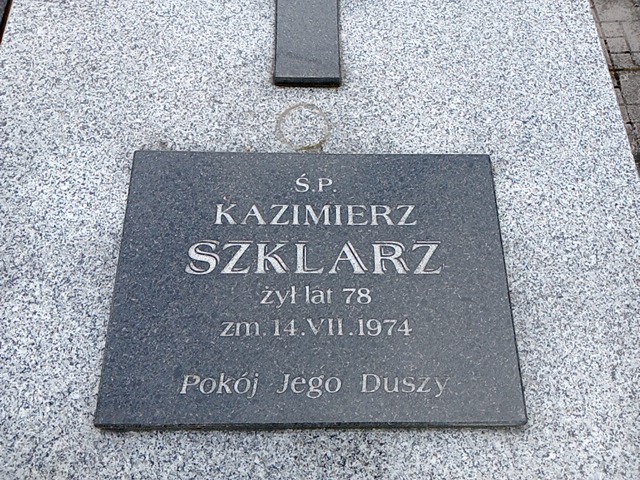 Ś.P.
KAZIMIERZ
SZKLARZ
żył lat 78
zm. 14.VII.1974
Pokój Jego Duszy